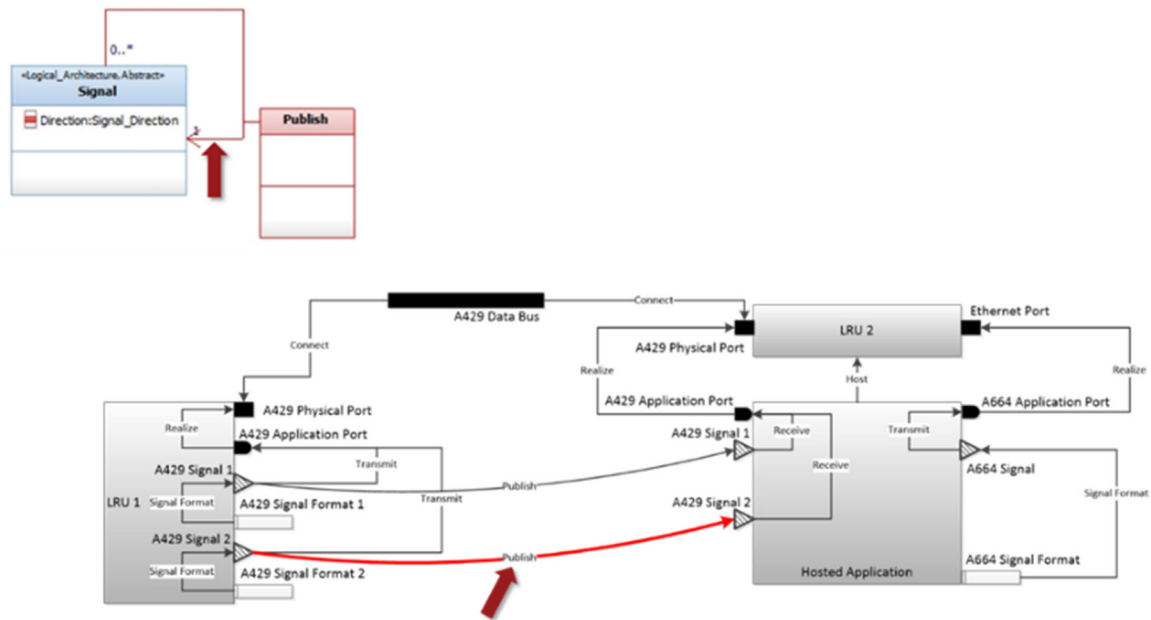 0..*
«Logical_Architecture,Abstract»
Signal
Direction:Signal_Direction
1
Publish
Connect
A429 Data Bus
Connect
Ethernet Port
LRU 2
A429 Physical Port
Realize
Host
Realize
A429 Physical Port
Realize
A429 Application Port
A429 Application Port
A664 Application Port
A429 Signal 1
Receive
Transmit
Transmit
A429 Signal 1
Receive
A664 Signal
Publish
Transmit
LRU 1
Signal Format
A429 Signal Format 1
A429 Signal 2
Signal Format
A429 Signal 2
Publish
Signal Format
A429 Signal Format 2
A664 Signal Format
Hosted Application